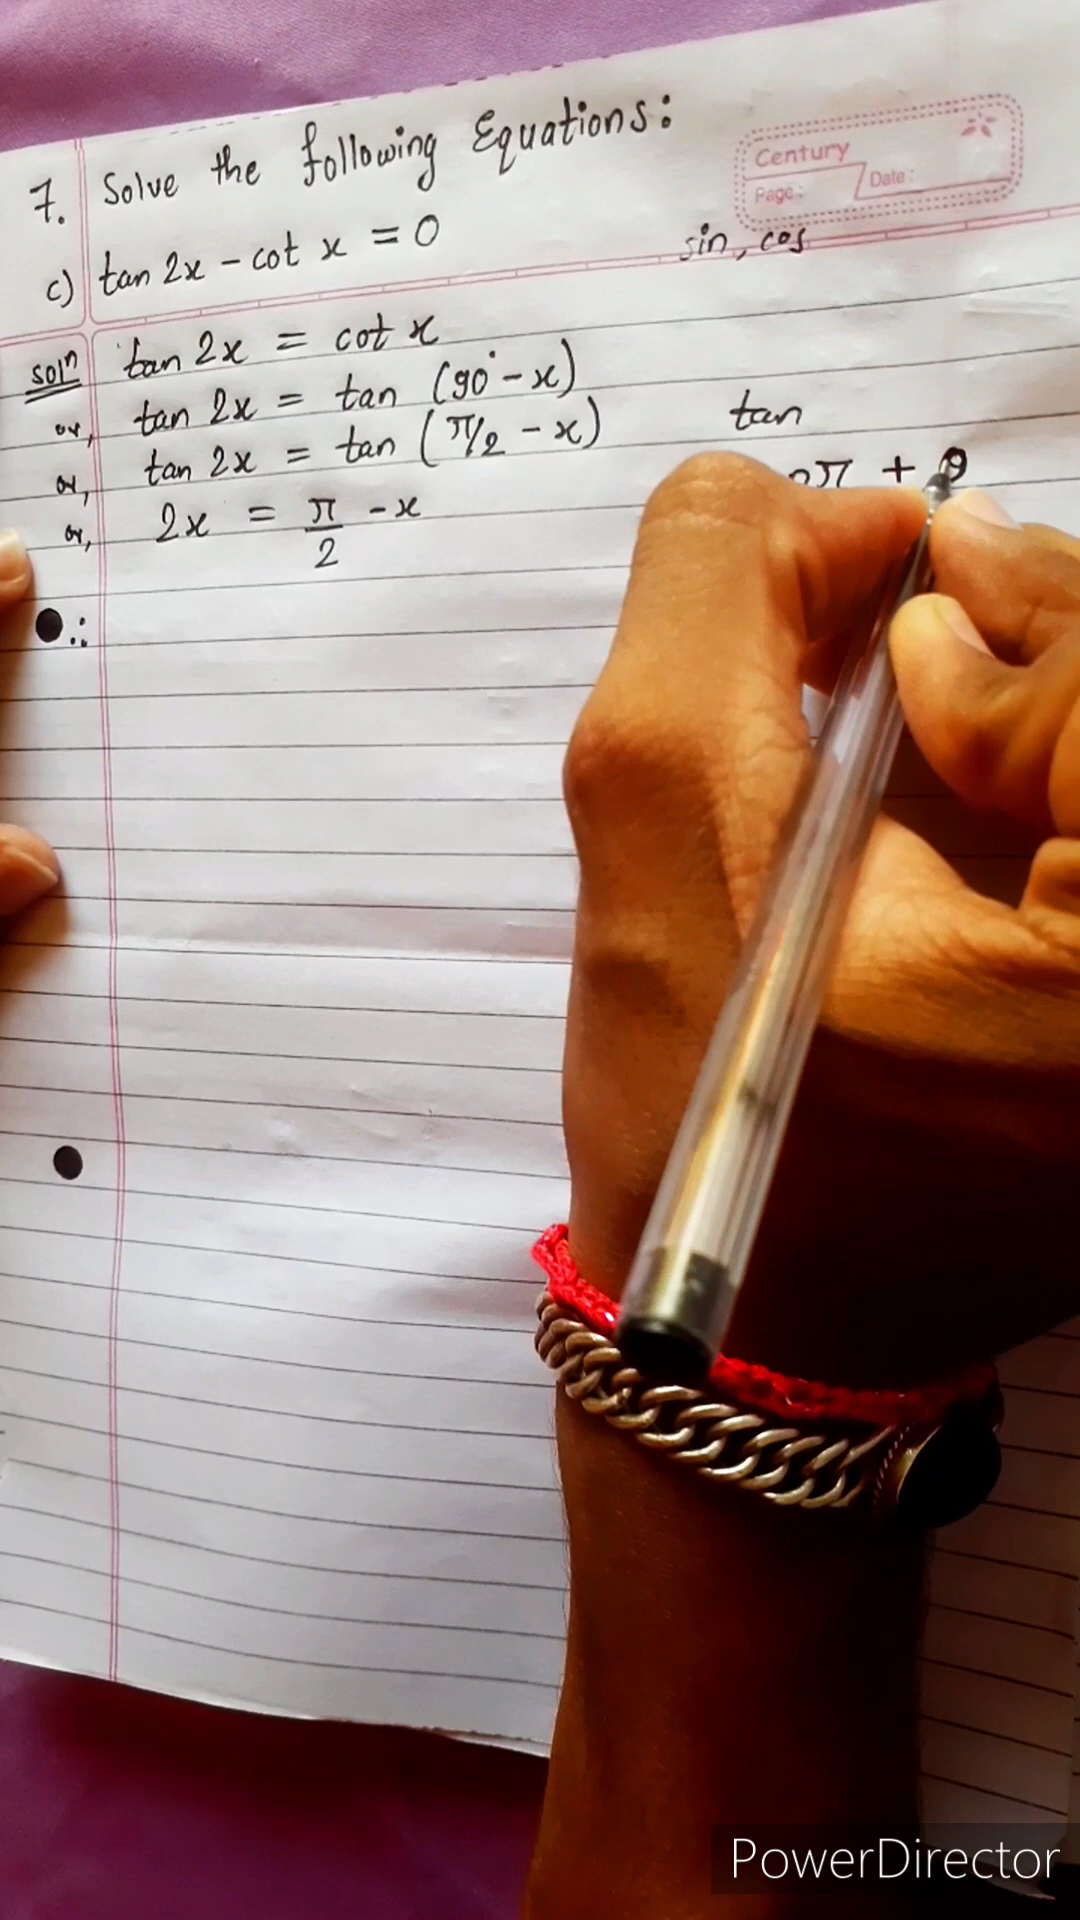 7. Solve the following Equations:
Century
Page: Date:
c) tan 2x - cot x = 0
sin, cos
solⁿ tan 2x = cot x
or, tan 2x = tan (90° - x)
or, tan 2x = tan (π/2 - x)
tan
or, 2x = π/2 - x
nπ + θ
∴
PowerDirector